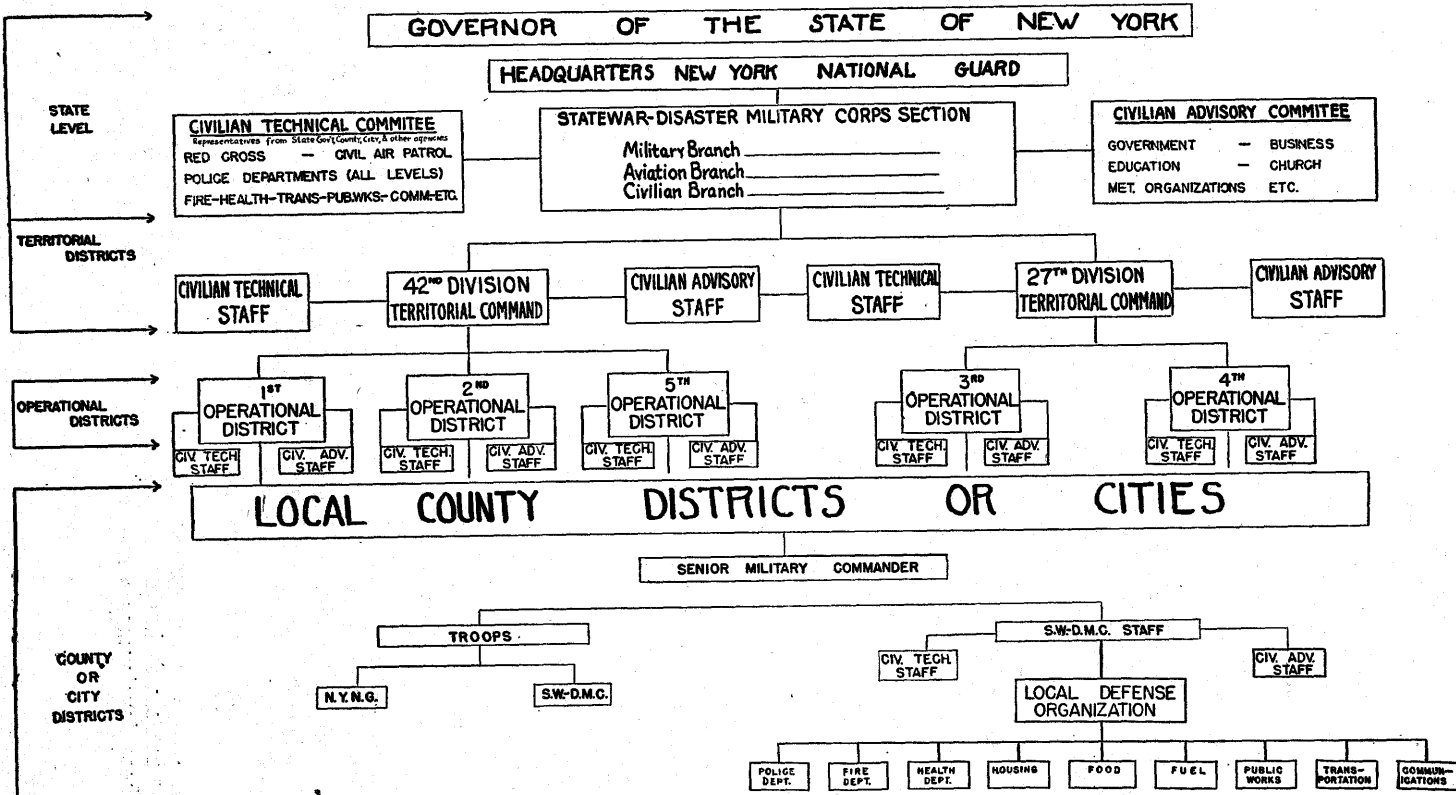 GOVERNOR OF THE STATE OF NEW YORK
HEADQUARTERS NEW YORK NATIONAL GUARD
STATE
LEVEL
CIVILIAN TECHNICAL COMMITEE
Representatives from State Gov't, County, City, & other agencies
RED CROSS — CIVIL AIR PATROL
POLICE DEPARTMENTS (ALL LEVELS)
FIRE-HEALTH-TRANS-PUB.WKS.-COMM-ETC.
STATEWAR-DISASTER MILITARY CORPS SECTION
Military Branch
Aviation Branch
Civilian Branch
CIVILIAN ADVISORY COMMITEE
GOVERNMENT — BUSINESS
EDUCATION — CHURCH
MET. ORGANIZATIONS ETC.
TERRITORIAL
DISTRICTS
CIVILIAN TECHNICAL
STAFF
42ND DIVISION
TERRITORIAL COMMAND
CIVILIAN ADVISORY
STAFF
CIVILIAN TECHNICAL
STAFF
27TH DIVISION
TERRITORIAL COMMAND
CIVILIAN ADVISORY
STAFF
OPERATIONAL
DISTRICTS
1ST
OPERATIONAL
DISTRICT
CIV. TECH
STAFF
CIV. ADV.
STAFF
2ND
OPERATIONAL
DISTRICT
CIV. TECH.
STAFF
CIV. ADV.
STAFF
5TH
OPERATIONAL
DISTRICT
CIV. TECH.
STAFF
CIV. ADV.
STAFF
3RD
OPERATIONAL
DISTRICT
CIV. TECH.
STAFF
CIV. ADV.
STAFF
4TH
OPERATIONAL
DISTRICT
CIV. TECH.
STAFF
CIV. ADV.
STAFF
LOCAL COUNTY DISTRICTS OR CITIES
SENIOR MILITARY COMMANDER
COUNTY
OR
CITY
DISTRICTS
TROOPS
N.Y.N.G.
S.W.-D.M.C.
S.W.-D.M.C. STAFF
CIV. TECH.
STAFF
CIV. ADV.
STAFF
LOCAL DEFENSE
ORGANIZATION
POLICE
DEPT.
FIRE
DEPT.
HEALTH
DEPT.
HOUSING
FOOD
FUEL
PUBLIC
WORKS
TRANS-
PORTATION
COMMUN-
ICATIONS